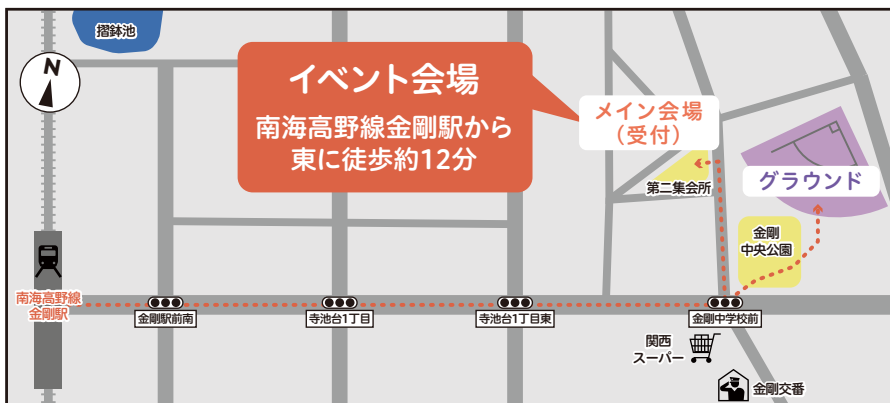 摺鉢池
N
イベント会場
南海高野線金剛駅から
東に徒歩約12分
メイン会場
（受付）
第二集会所
グラウンド
金剛
中央公園
南海高野線
金剛駅
金剛駅前南
寺池台1丁目
寺池台1丁目東
金剛中学校前
関西
スーパー
金剛交番